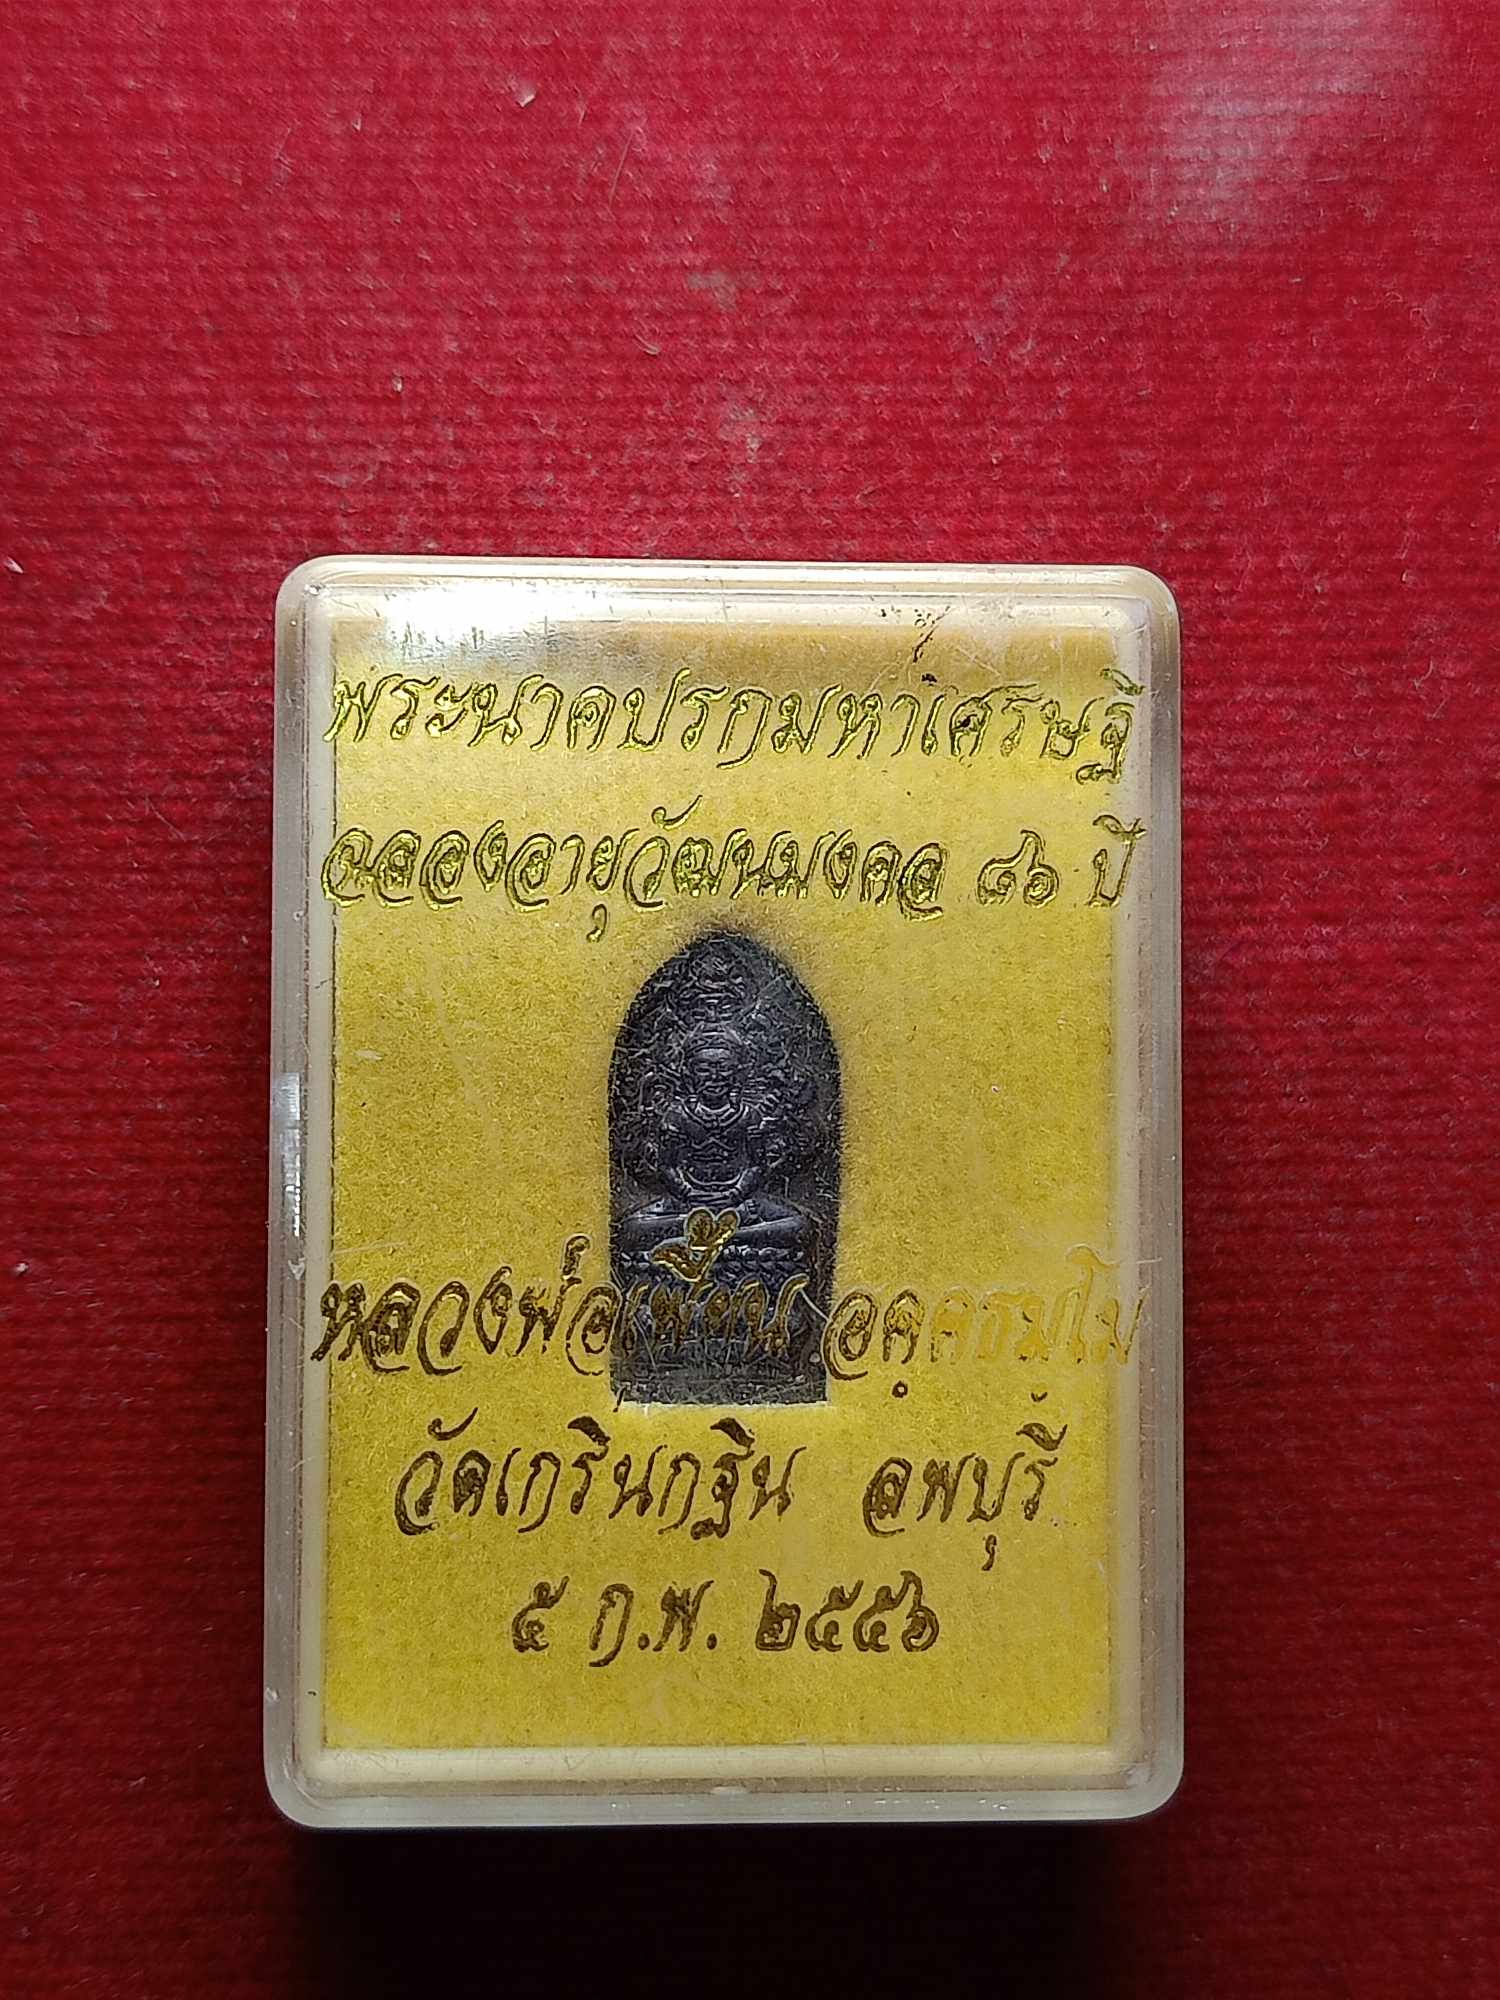 พระนาคปรกมหาเศรษฐี
ฉลองอายุวัฒนมงคล ๘๖ ปี
หลวงพ่อเพี้ยน อคฺคธมฺโม
วัดเกริ่นกฐิน ลพบุรี
๕ ก.พ. ๒๕๕๖